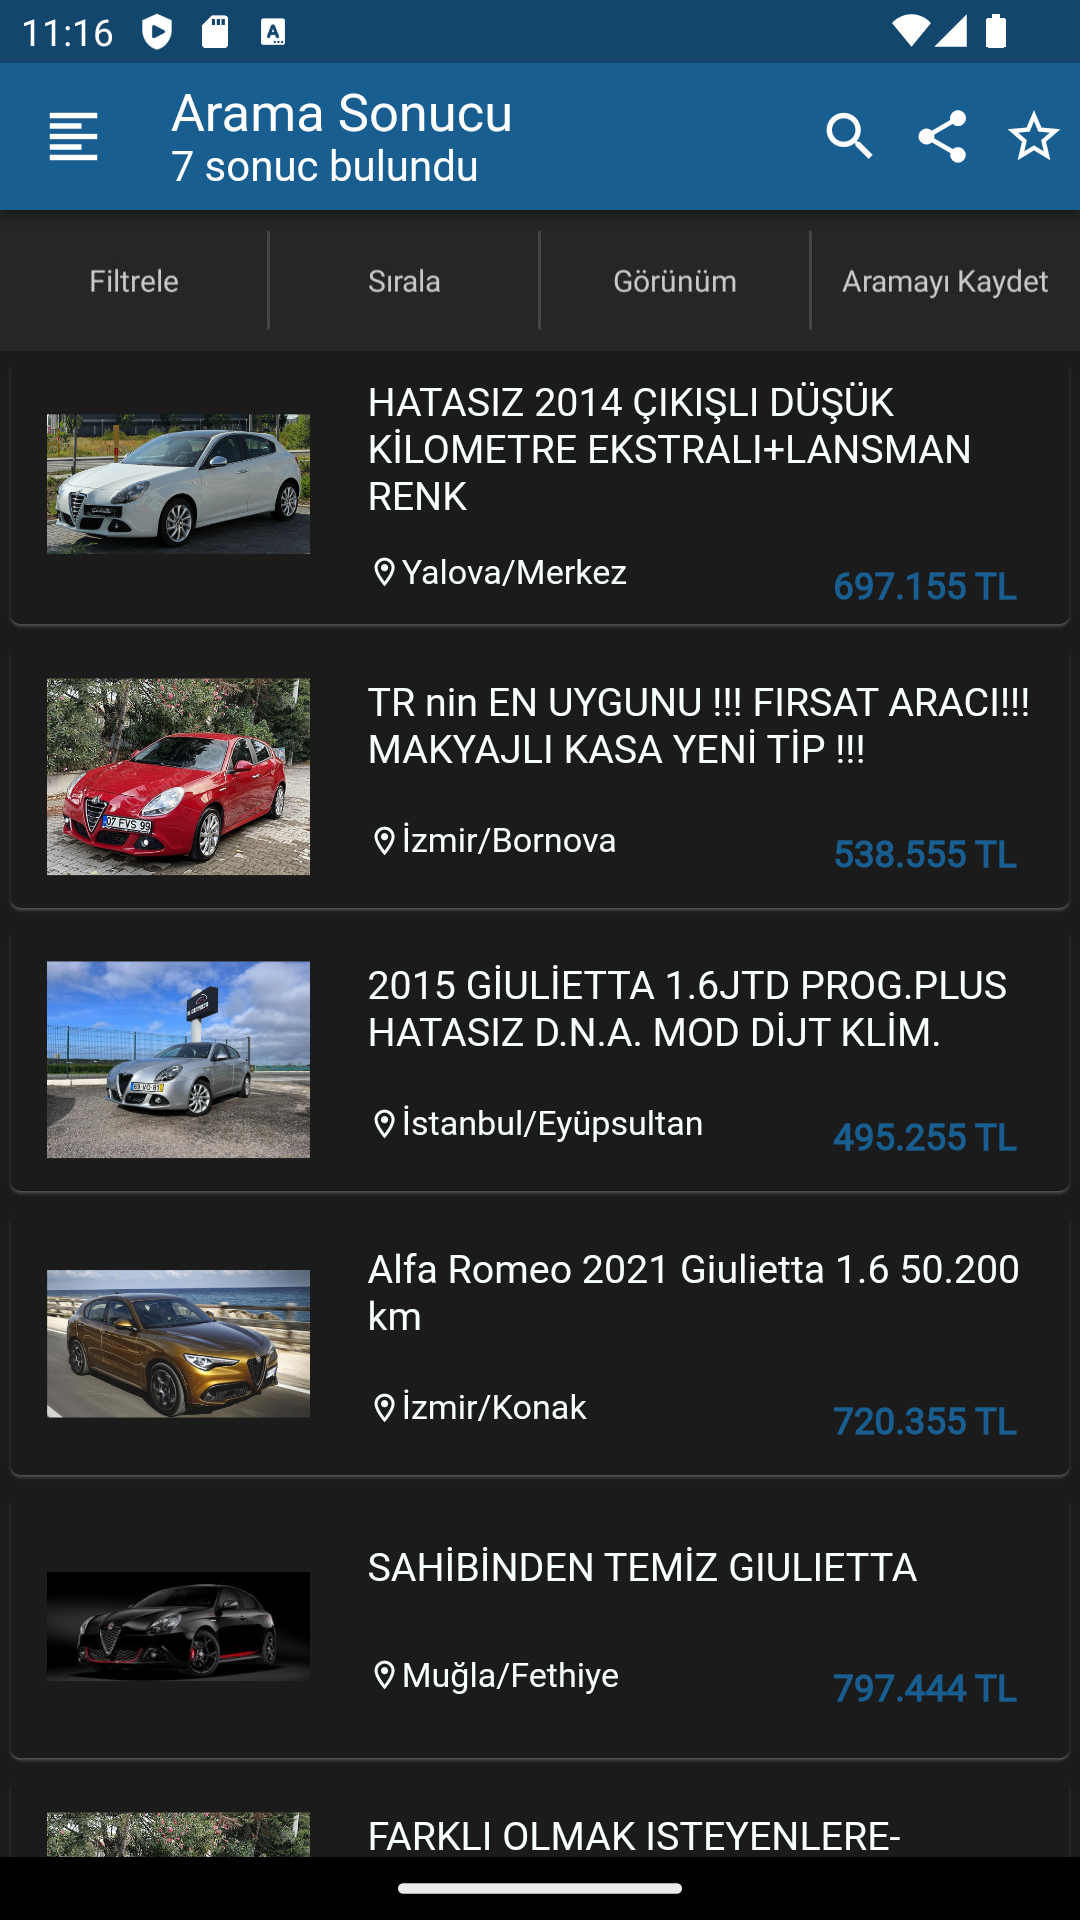 11:16
Arama Sonucu
7 sonuc bulundu
Filtrele
Sırala
Görünüm
Aramayı Kaydet
HATASIZ 2014 ÇIKIŞLI DÜŞÜK
KİLOMETRE EKSTRALI+LANSMAN
RENK
Yalova/Merkez
697.155 TL
TR nin EN UYGUNU !!! FIRSAT ARACI!!!
MAKYAJLI KASA YENİ TİP !!!
07 FVS 99
İzmir/Bornova
538.555 TL
2015 GİULİETTA 1.6JTD PROG.PLUS
HATASIZ D.N.A. MOD DİJT KLİM.
İstanbul/Eyüpsultan
495.255 TL
Alfa Romeo 2021 Giulietta 1.6 50.200
km
İzmir/Konak
720.355 TL
SAHİBİNDEN TEMİZ GIULIETTA
Muğla/Fethiye
797.444 TL
FARKLI OLMAK ISTEYENLERE-